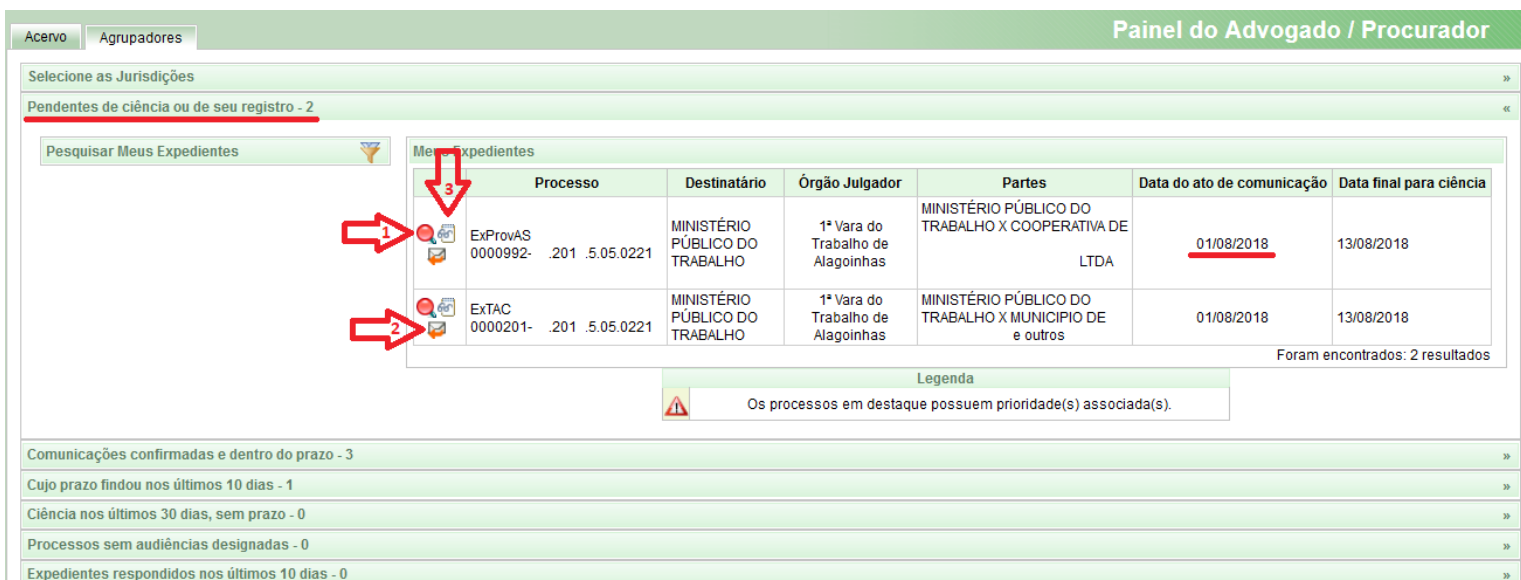 Acervo
Agrupadores
Painel do Advogado / Procurador
Selecione as Jurisdições »
Pendentes de ciência ou de seu registro - 2 «
Pesquisar Meus Expedientes
Meus Expedientes
Processo Destinatário Órgão Julgador Partes Data do ato de comunicação Data final para ciência
3
1
ExProvAS
0000992- .201 .5.05.0221
MINISTÉRIO
PÚBLICO DO
TRABALHO
1ª Vara do
Trabalho de
Alagoinhas
MINISTÉRIO PÚBLICO DO
TRABALHO X COOPERATIVA DE
LTDA
01/08/2018
13/08/2018
2
ExTAC
0000201- .201 .5.05.0221
MINISTÉRIO
PÚBLICO DO
TRABALHO
1ª Vara do
Trabalho de
Alagoinhas
MINISTÉRIO PÚBLICO DO
TRABALHO X MUNICIPIO DE
e outros
01/08/2018
13/08/2018
Foram encontrados: 2 resultados
Legenda
Os processos em destaque possuem prioridade(s) associada(s).
Comunicações confirmadas e dentro do prazo - 3 »
Cujo prazo findou nos últimos 10 dias - 1 »
Ciência nos últimos 30 dias, sem prazo - 0 »
Processos sem audiências designadas - 0 »
Expedientes respondidos nos últimos 10 dias - 0 »